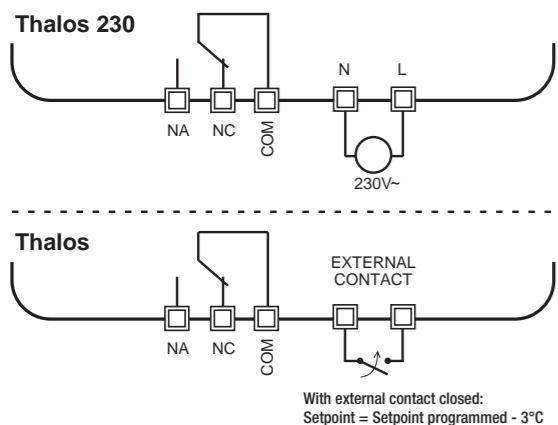 Thalos 230
N L
NA NC COM
230V~
Thalos
EXTERNAL
CONTACT
NA NC COM
With external contact closed:
Setpoint = Setpoint programmed - 3°C